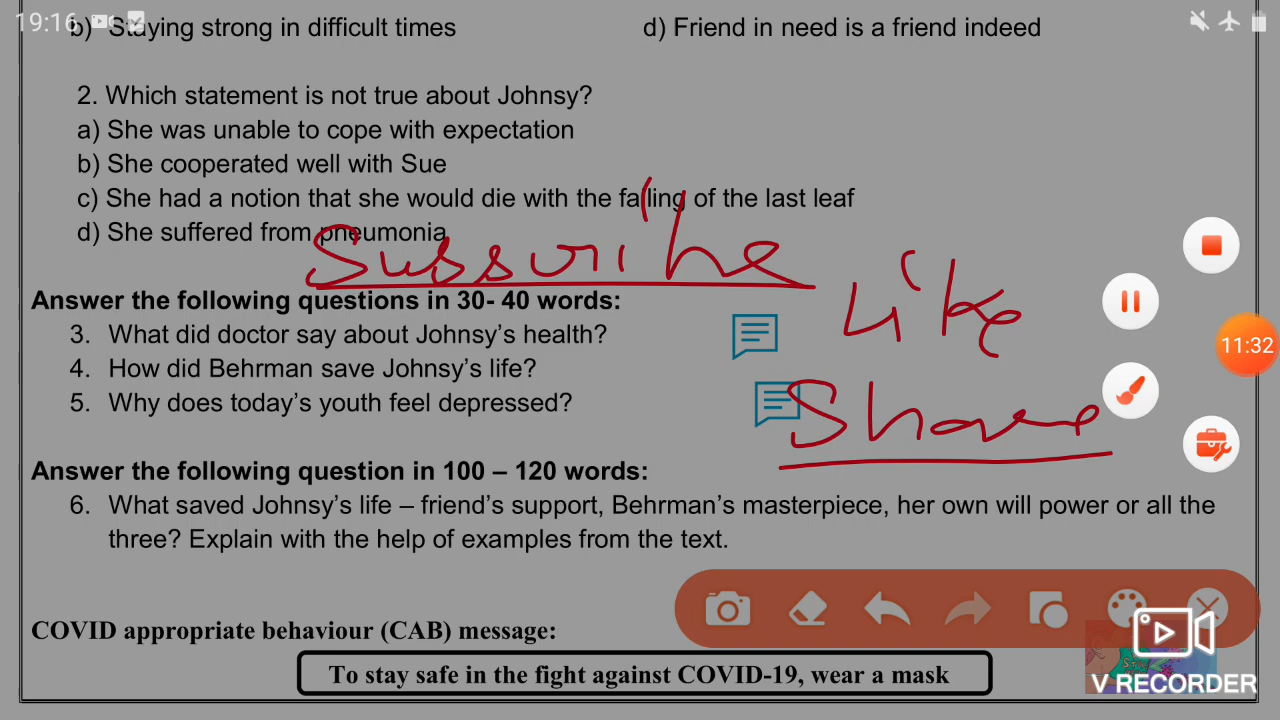 19:16
b) Staying strong in difficult times
d) Friend in need is a friend indeed
2. Which statement is not true about Johnsy?
a) She was unable to cope with expectation
b) She cooperated well with Sue
c) She had a notion that she would die with the falling of the last leaf
d) She suffered from pneumonia
Subscribe
Like
Share
Answer the following questions in 30- 40 words:
3. What did doctor say about Johnsy's health?
11:32
4. How did Behrman save Johnsy's life?
5. Why does today's youth feel depressed?
Answer the following question in 100 – 120 words:
6. What saved Johnsy's life – friend's support, Behrman's masterpiece, her own will power or all the
three? Explain with the help of examples from the text.
COVID appropriate behaviour (CAB) message:
To stay safe in the fight against COVID-19, wear a mask
V RECORDER